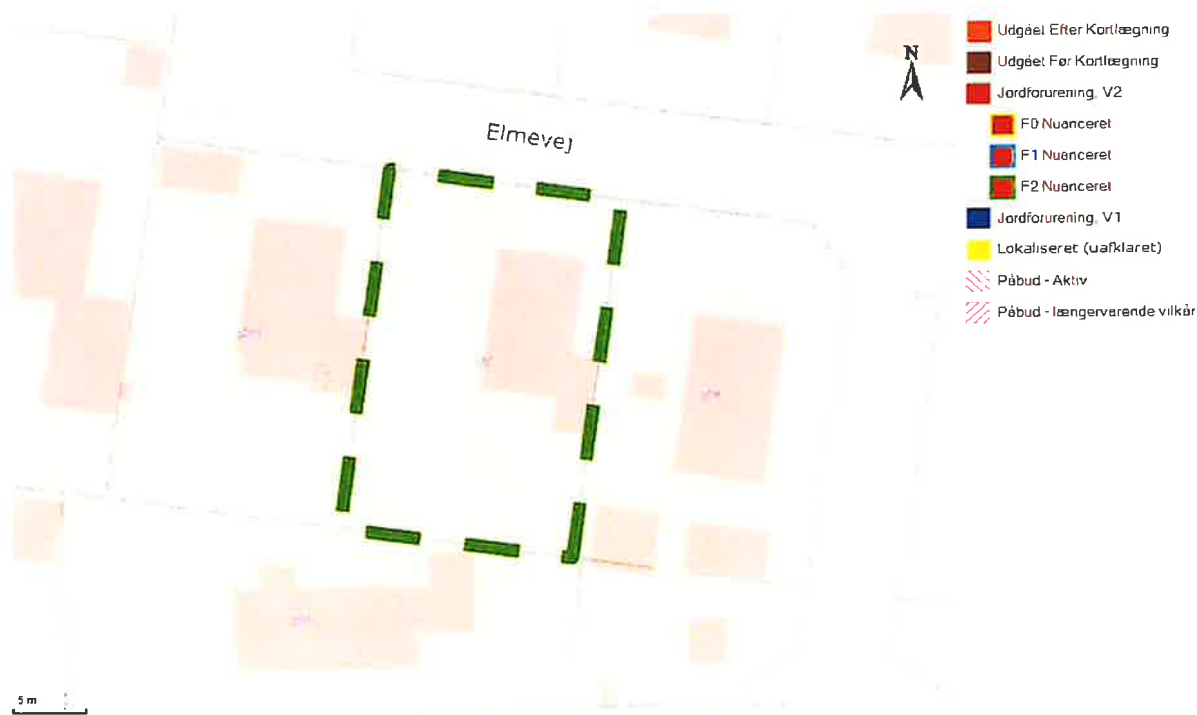 Udgået Efter Kortlægning
N
Udgået Før Kortlægning
Jordforurening, V2
Elmevej
F0 Nuanceret
F1 Nuanceret
F2 Nuanceret
Jordforurening, V1
Lokaliseret (uafklaret)
Påbud - Aktiv
Påbud - længervarende vilkår
5 m